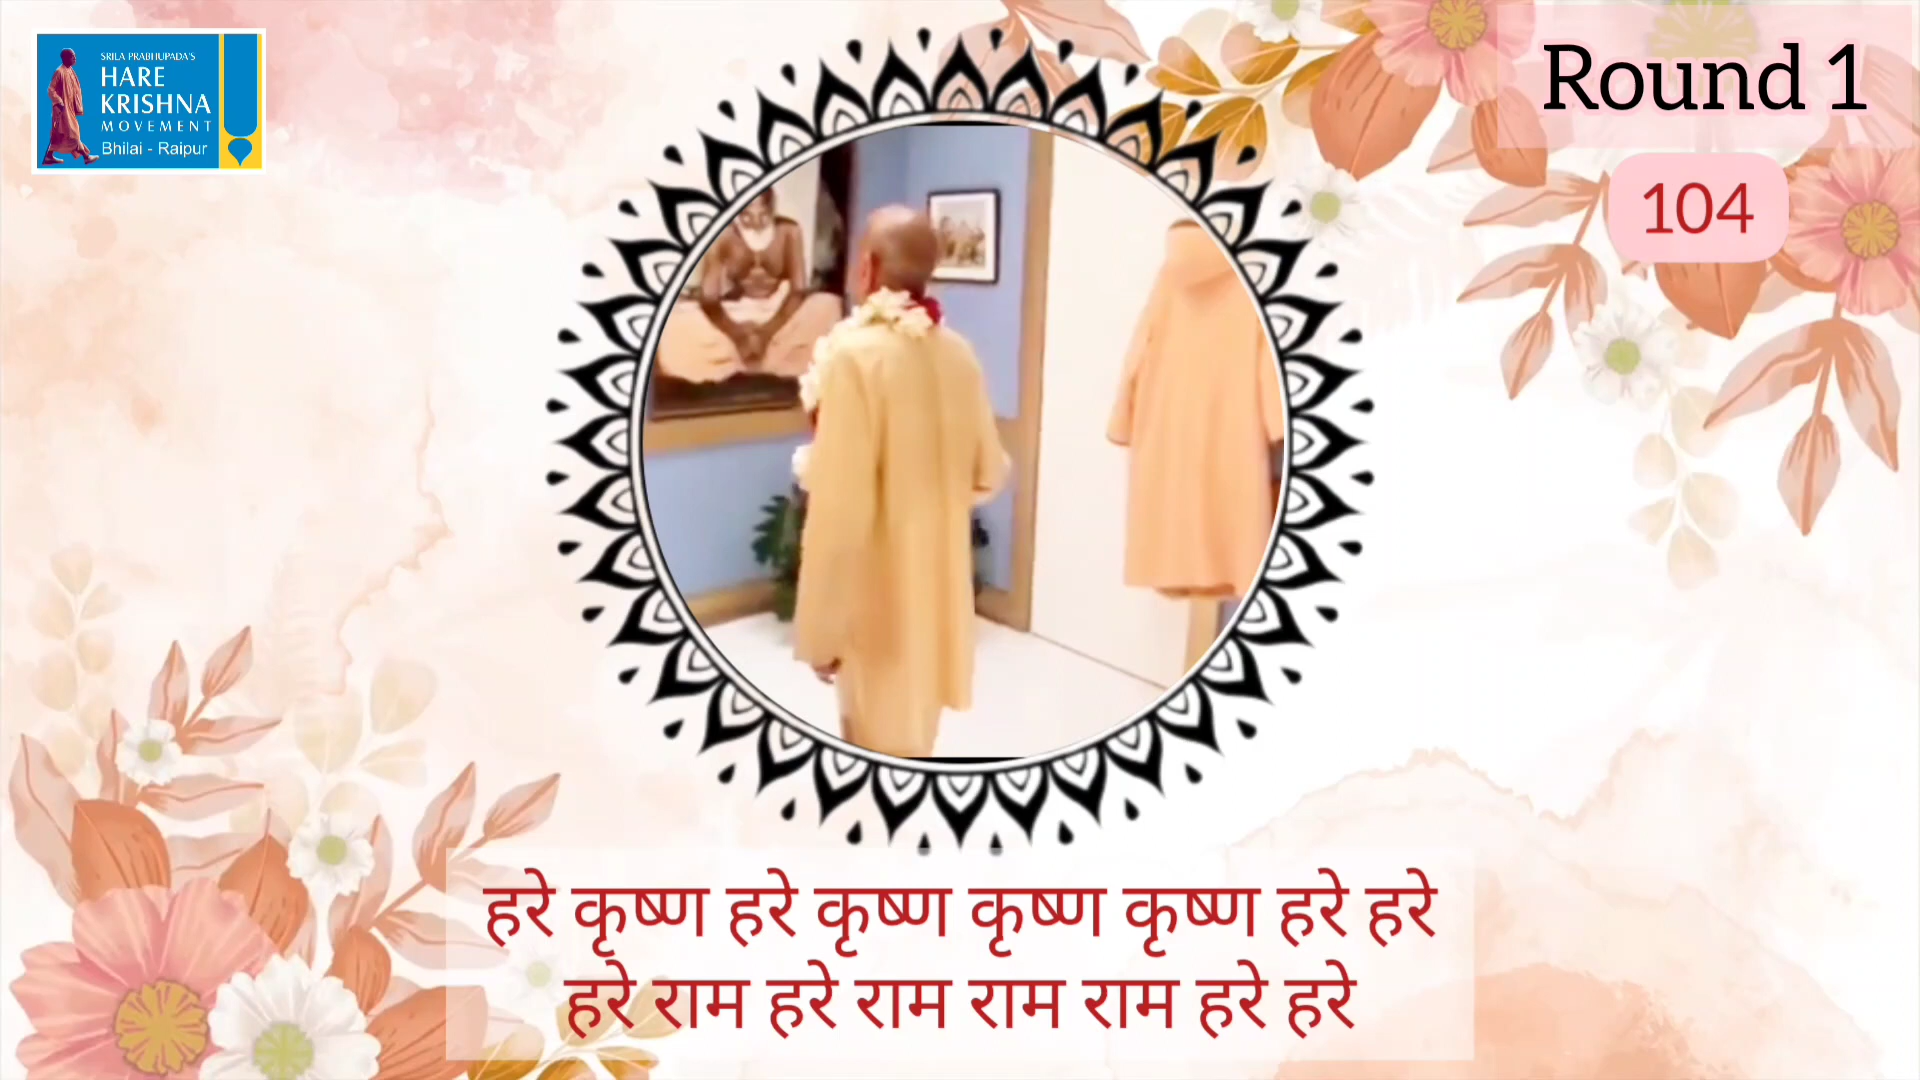 SRILA PRABHUPADA'S
HARE
KRISHNA
MOVEMENT
Bhilai - Raipur
Round 1
104
हरे कृष्ण हरे कृष्ण कृष्ण कृष्ण हरे हरे
हरे राम हरे राम राम राम हरे हरे